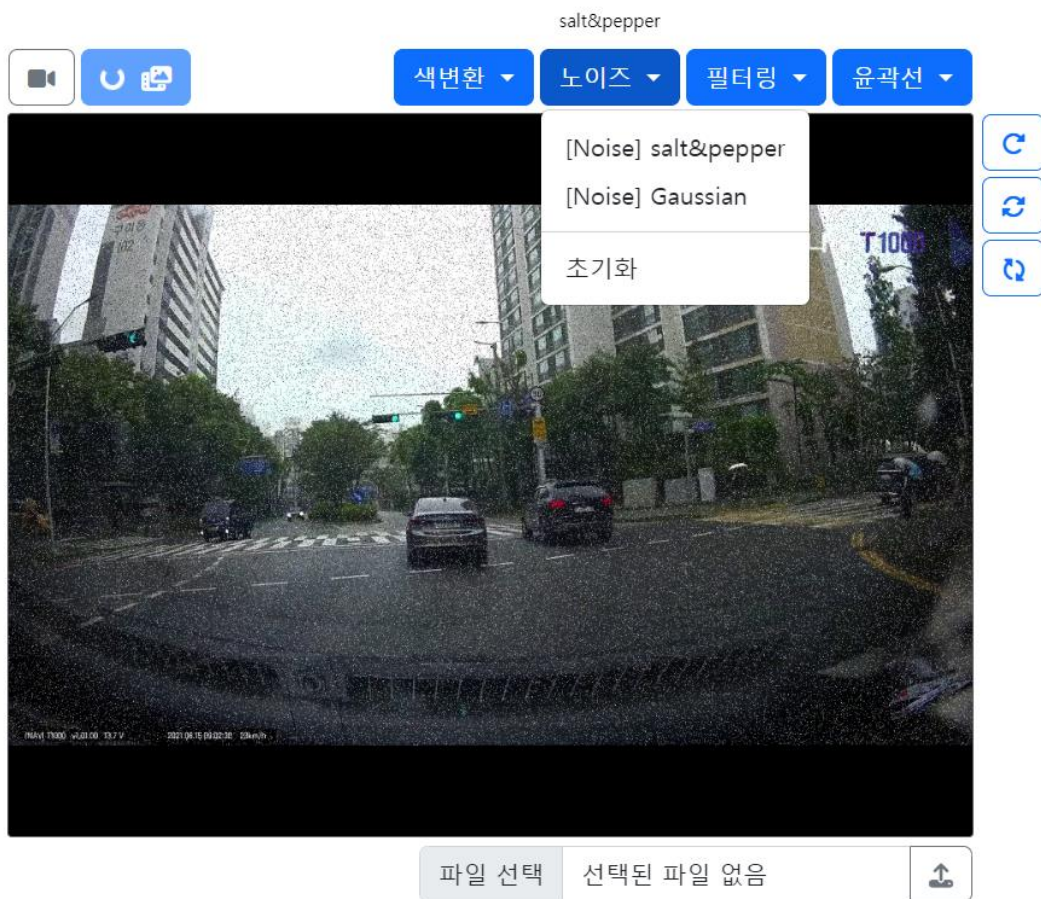 salt&pepper
색변환 노이즈 필터링 윤곽선
[Noise] salt&pepper
[Noise] Gaussian
초기화
T1000
파일 선택 선택된 파일 없음